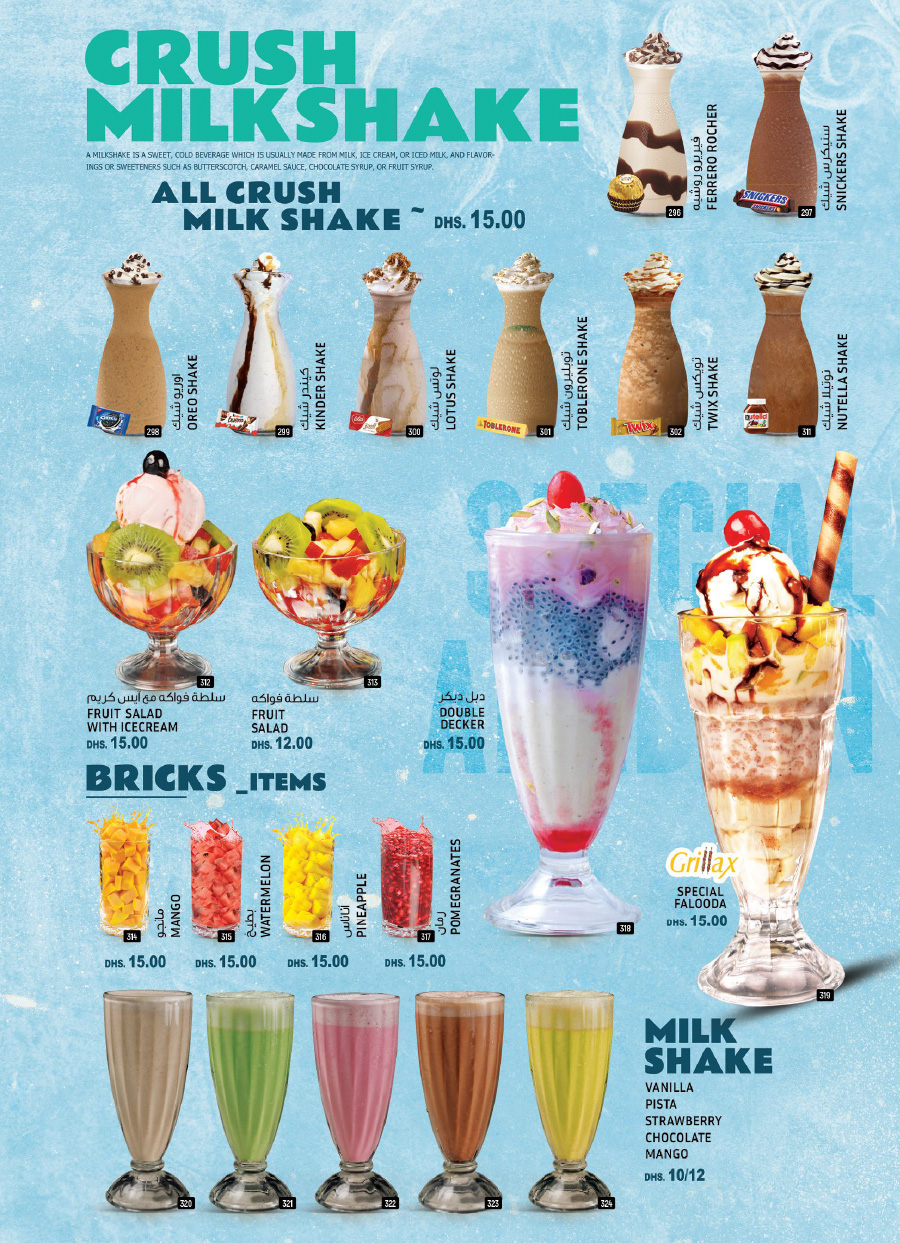 CRUSH
MILKSHAKE
A MILKSHAKE IS A SWEET, COLD BEVERAGE WHICH IS USUALLY MADE FROM MILK, ICE CREAM, OR ICED MILK, AND FLAVOR-
INGS OR SWEETENERS SUCH AS BUTTERSCOTCH, CARAMEL SAUCE, CHOCOLATE SYRUP, OR FRUIT SYRUP.
ALL CRUSH
MILK SHAKE ~ DHS. 15.00
فيريرو روشيه
FERRERO ROCHER
296
SNICKERS
سنيكرس شيك
SNICKERS SHAKE
297
اوريو شيك
OREO SHAKE
OREO
298
كيندر شيك
KINDER SHAKE
299
لوتس شيك
LOTUS SHAKE
300
توبليرون شيك
TOBLERONE SHAKE
TOBLERONE
301
تويكس شيك
TWIX SHAKE
TWIX
302
نوتيلا شيك
NUTELLA SHAKE
nutella
311
312
313
سلطة فواكه مع ايس كريم
FRUIT SALAD
WITH ICECREAM
DHS. 15.00
سلطة فواكه
FRUIT
SALAD
DHS. 12.00
SPECIAL
دبل ديكر
DOUBLE
DECKER
DHS. 15.00
318
BRICKS _ITEMS
مانجو
MANGO
314
DHS. 15.00
بطيخ
WATERMELON
315
DHS. 15.00
أناناس
PINEAPPLE
316
DHS. 15.00
رمان
POMEGRANATES
317
DHS. 15.00
Grillax
SPECIAL
FALOODA
DHS. 15.00
319
MILK
SHAKE
VANILLA
PISTA
STRAWBERRY
CHOCOLATE
MANGO
DHS. 10/12
320
321
322
323
324